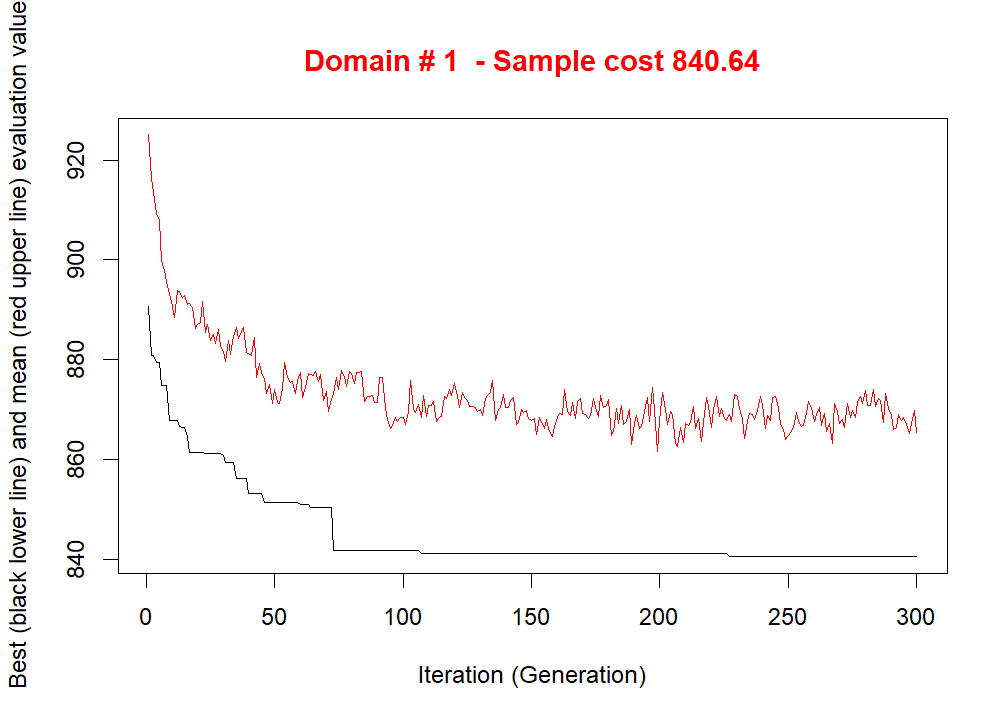 Domain # 1  - Sample cost 840.64
Best (black lower line) and mean (red upper line) evaluation value
920
900
880
860
840
0 50 100 150 200 250 300
Iteration (Generation)